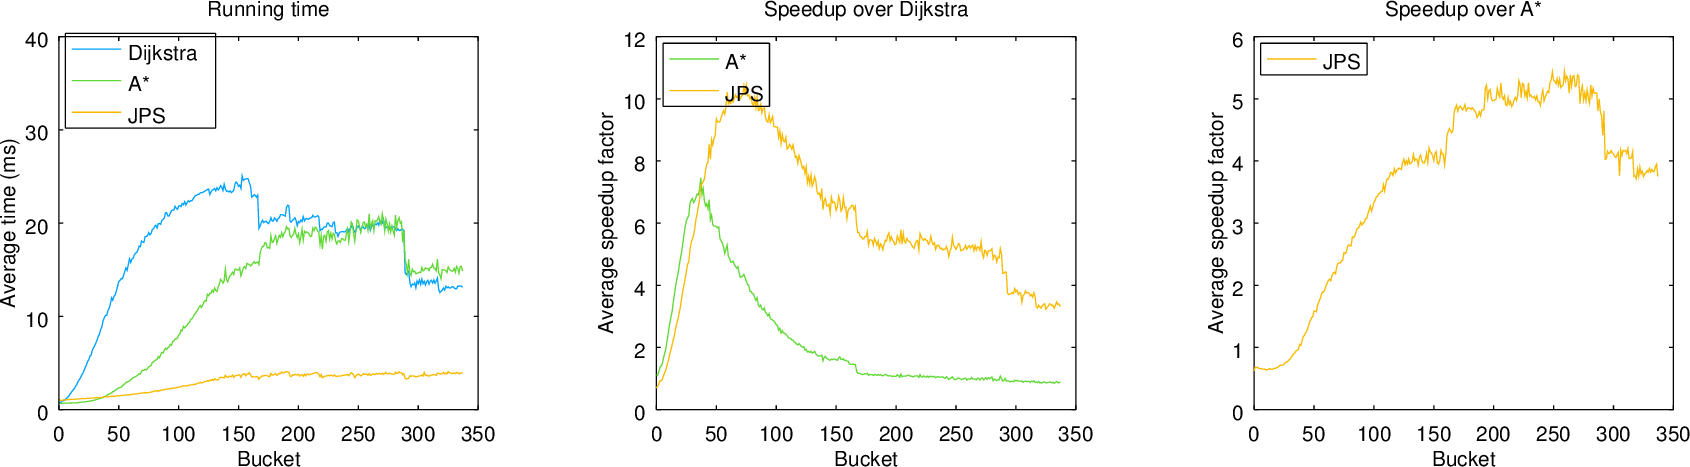 Running time
40
30
20
10
0
Average time (ms)
Dijkstra
A*
JPS
0 50 100 150 200 250 300 350
Bucket
Speedup over Dijkstra
12
10
8
6
4
2
0
Average speedup factor
A*
JPS
0 50 100 150 200 250 300 350
Bucket
Speedup over A*
6
5
4
3
2
1
0
Average speedup factor
JPS
0 50 100 150 200 250 300 350
Bucket